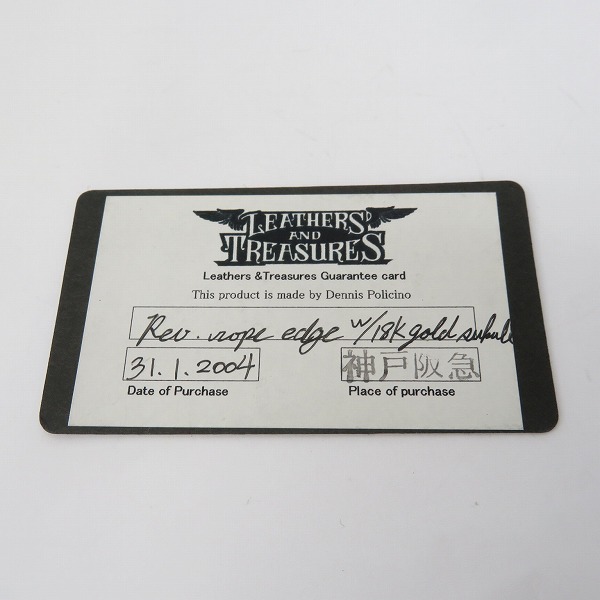 LEATHERS
AND
TREASURES
Leathers &Treasures Guarantee card
This product is made by Dennis Policino
Rev. rope edge w/18K gold
31.1.2004 神戸阪急
Date of Purchase Place of purchase